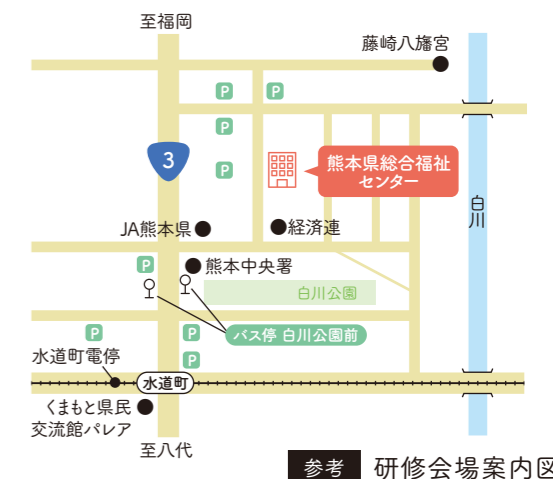 至福岡
藤崎八旛宮
P
P
P
3
P
熊本県総合福祉
センター
白川
JA熊本県
経済連
P
熊本中央署
白川公園
P
P
バス停 白川公園前
水道町電停
P
水道町
くまもと県民
交流館パレア
至八代
参考
研修会場案内図